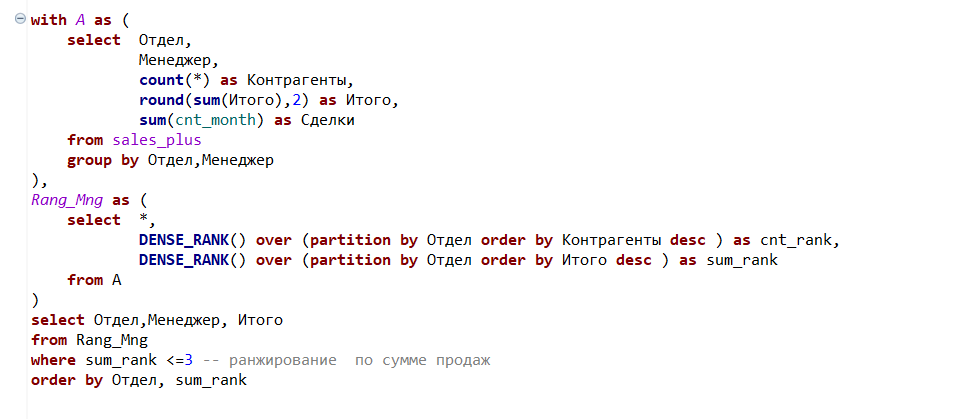 with A as (
select Отдел,
Менеджер,
count(*) as Контрагенты,
round(sum(Итого),2) as Итого,
sum(cnt_month) as Сделки
from sales_plus
group by Отдел,Менеджер
),
Rang_Mng as (
select *,
DENSE_RANK() over (partition by Отдел order by Контрагенты desc ) as cnt_rank,
DENSE_RANK() over (partition by Отдел order by Итого desc ) as sum_rank
from A
)
select Отдел,Менеджер, Итого
from Rang_Mng
where sum_rank <=3 -- ранжирование  по сумме продаж
order by Отдел, sum_rank